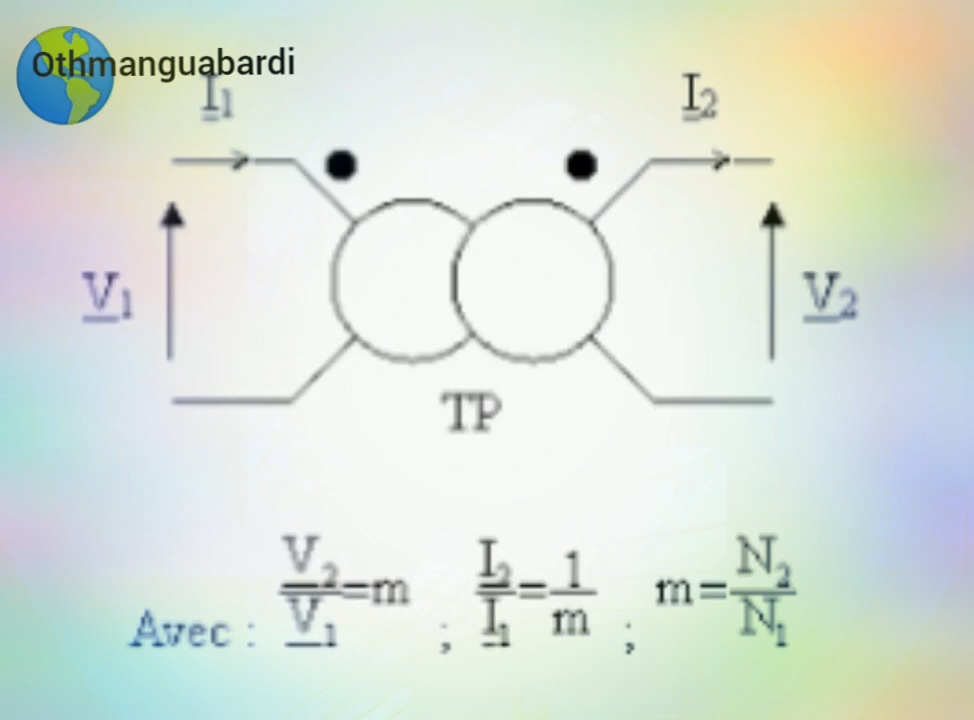 Othmanguabardi
I1 I2
V1 V2
TP
Avec : V2/V1=m ; I2/I1=1/m ; m=N2/N1